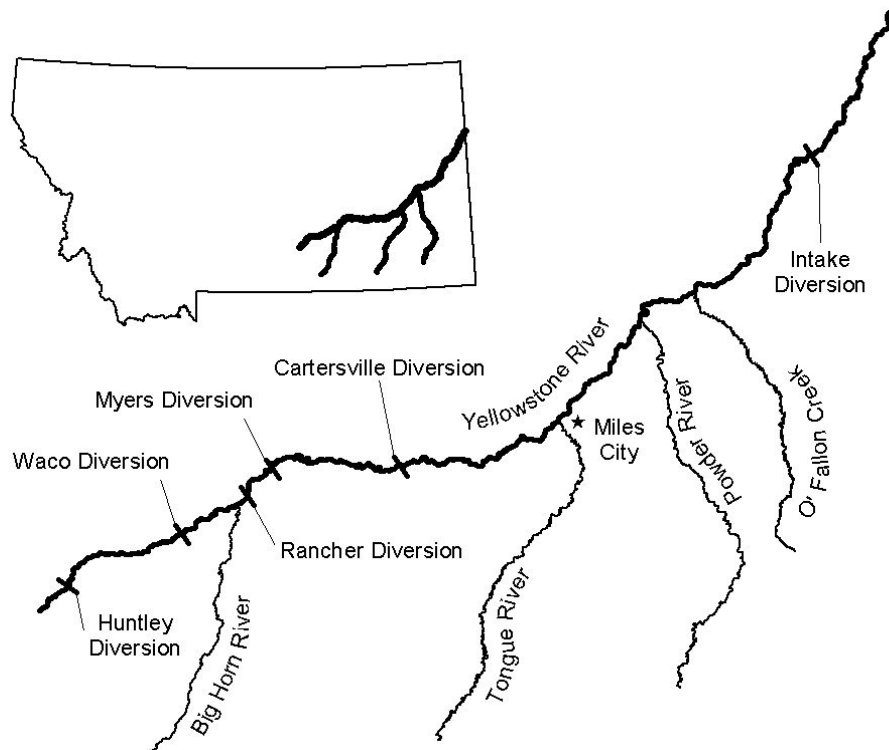 Intake
Diversion
Yellowstone River
Cartersville Diversion
Myers Diversion
Waco Diversion
Miles
City
Powder River
O' Fallon Creek
Rancher Diversion
Huntley
Diversion
Big Horn River
Tongue River